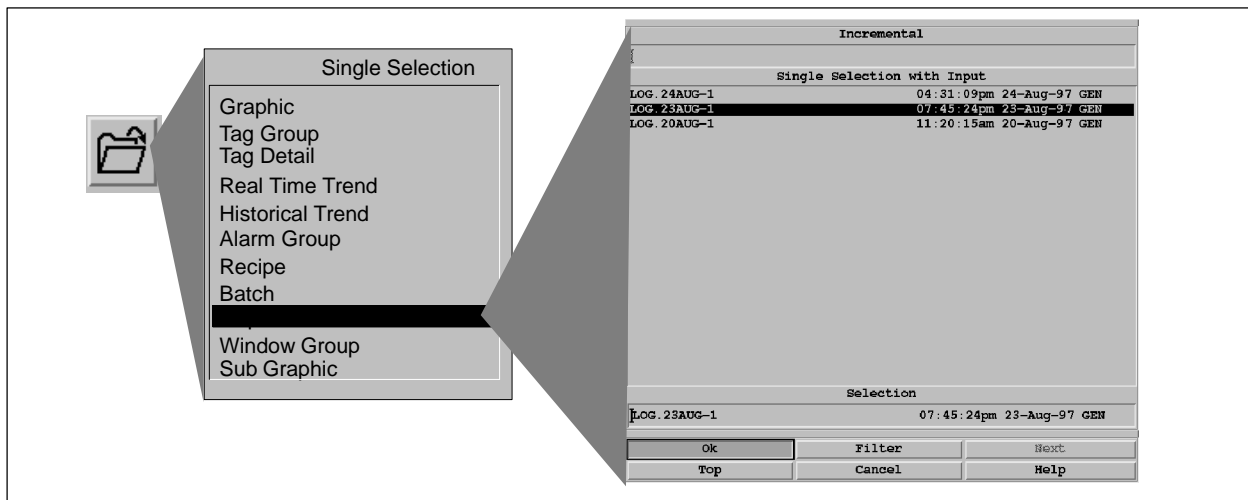 Single Selection
Graphic
Tag Group
Tag Detail
Real Time Trend
Historical Trend
Alarm Group
Recipe
Batch
Window Group
Sub Graphic
Incremental
Single Selection with Input
LOG.24AUG-1 04:31:09pm 24-Aug-97 GEN
LOG.23AUG-1 07:45:24pm 23-Aug-97 GEN
LOG.20AUG-1 11:20:15am 20-Aug-97 GEN
Selection
LOG.23AUG-1 07:45:24pm 23-Aug-97 GEN
Ok Filter Next
Top Cancel Help